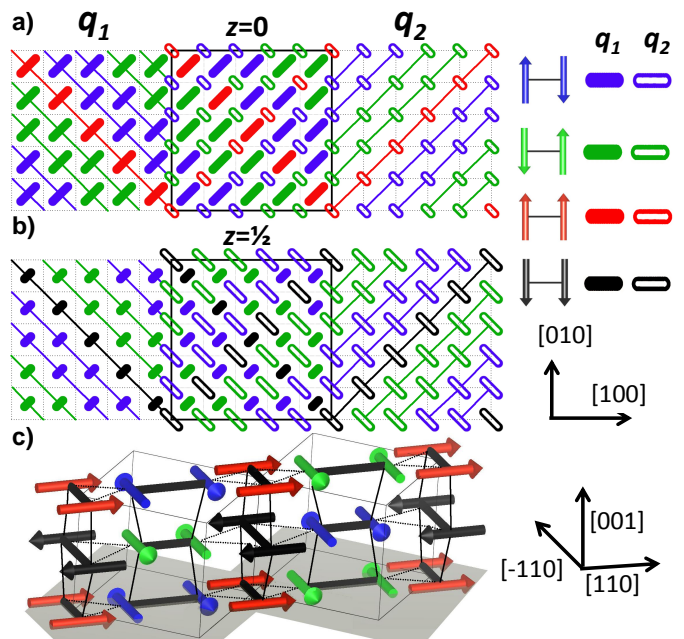 a) q1 z=0 q2
q1 q2
b) z=½
[010]
[100]
c)
[001]
[-110]
[110]